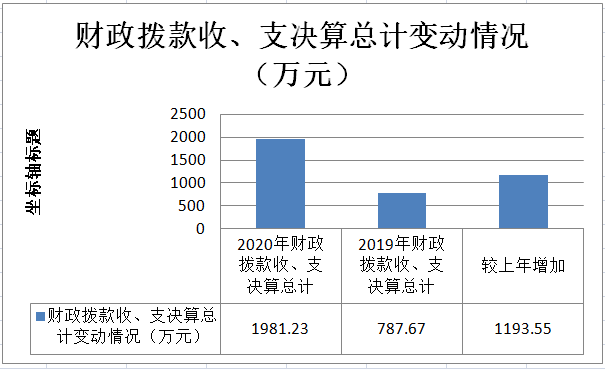 财政拨款收、支决算总计变动情况
（万元）
坐标轴标题
2500
2000
1500
1000
500
0
2020年财政
拨款收、支
决算总计
2019年财政
拨款收、支
决算总计
较上年增加
财政拨款收、支决算总
计变动情况（万元）
1981.23
787.67
1193.55